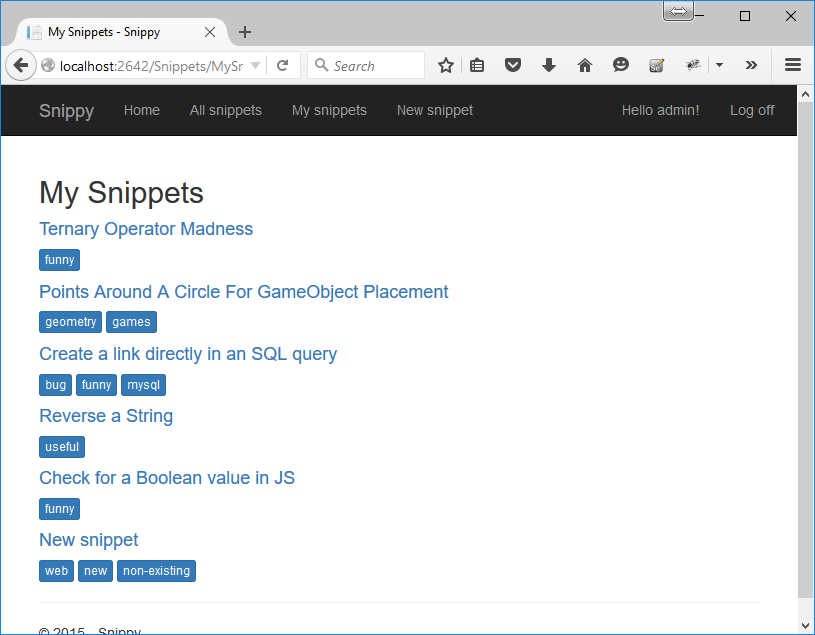 My Snippets - Snippy
localhost:2642/Snippets/MySr
Search
Snippy Home All snippets My snippets New snippet Hello admin! Log off
My Snippets
Ternary Operator Madness
funny
Points Around A Circle For GameObject Placement
geometry games
Create a link directly in an SQL query
bug funny mysql
Reverse a String
useful
Check for a Boolean value in JS
funny
New snippet
web new non-existing
© 2015 - Snippy